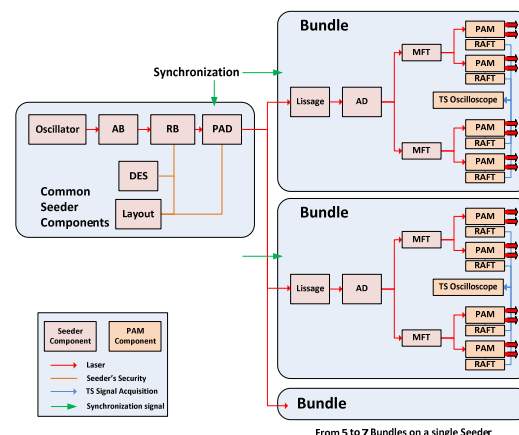 Bundle
Synchronization
Lissage
AD
MFT
PAM
RAFT
PAM
RAFT
TS Oscilloscope
MFT
PAM
RAFT
PAM
RAFT
Oscillator
AB
RB
PAD
DES
Layout
Common
Seeder
Components
Bundle
Lissage
AD
MFT
PAM
RAFT
PAM
RAFT
TS Oscilloscope
MFT
PAM
RAFT
PAM
RAFT
Seeder
Component
PAM
Component
Laser
Seeder's Security
TS Signal Acquisition
Synchronization signal
Bundle
From 5 to 7 Bundles on a single Seeder